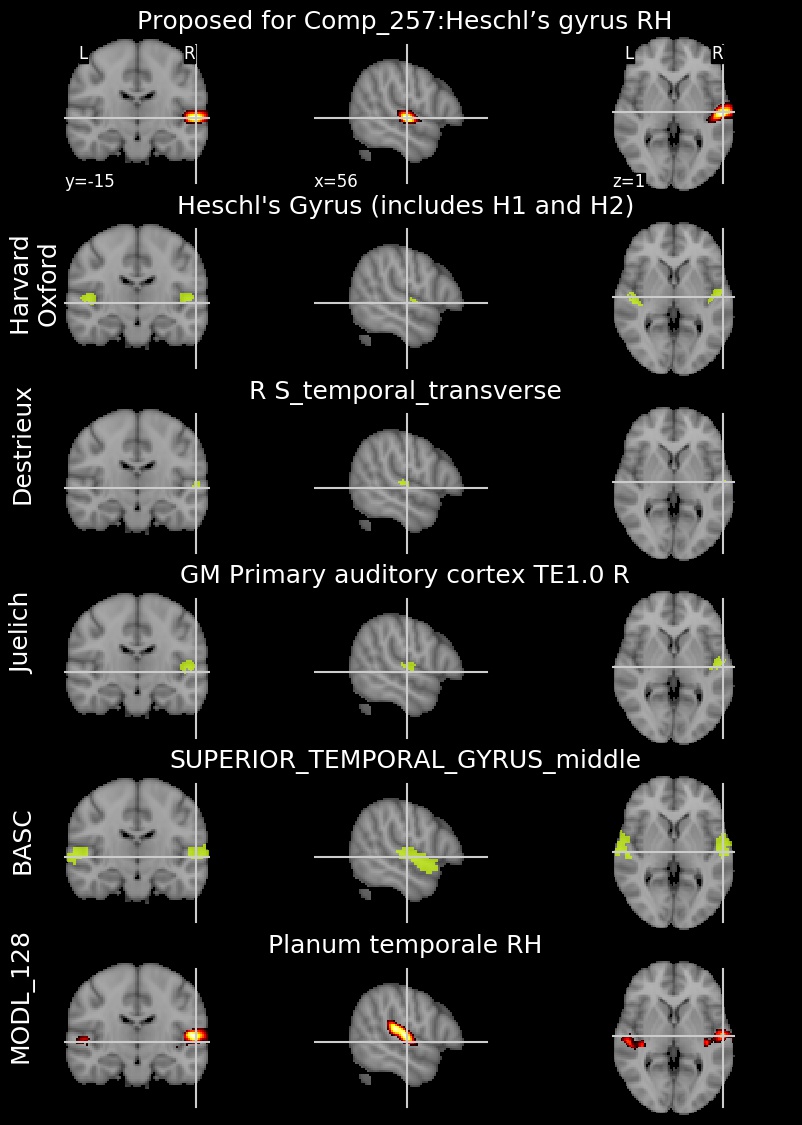 Proposed for Comp_257:Heschl’s gyrus RH
L R L R
y=-15 x=56 z=1
Heschl's Gyrus (includes H1 and H2)
Harvard
Oxford
R S_temporal_transverse
Destrieux
GM Primary auditory cortex TE1.0 R
Juelich
SUPERIOR_TEMPORAL_GYRUS_middle
BASC
Planum temporale RH
MODL_128